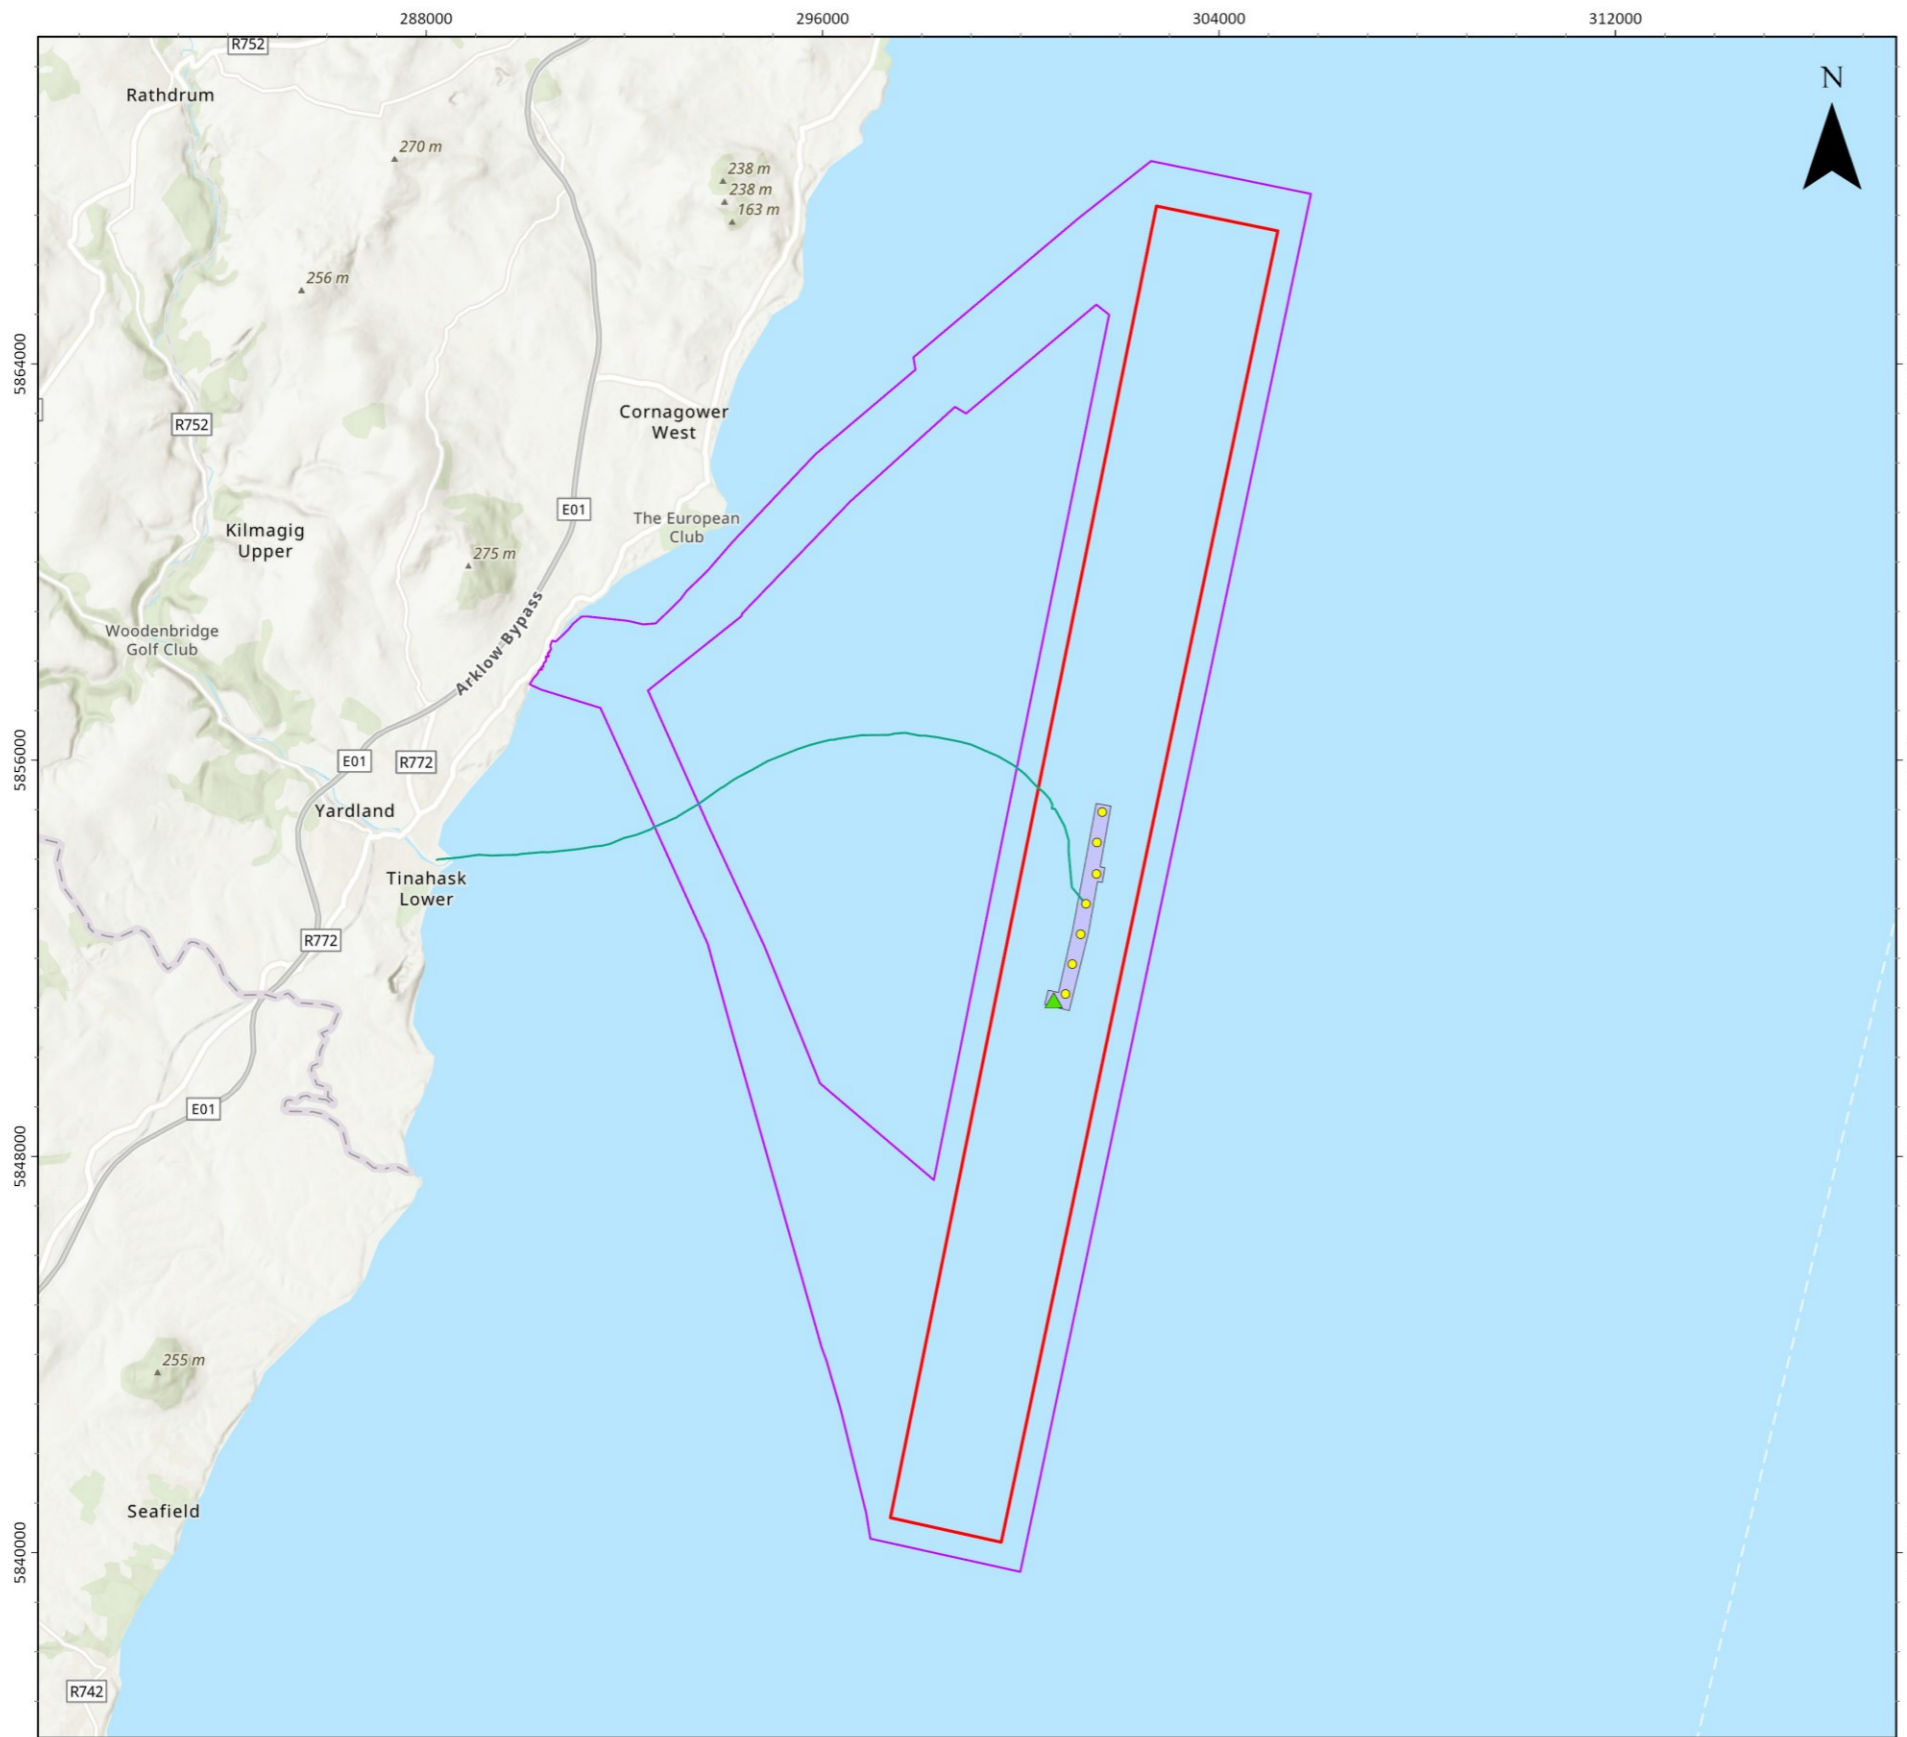 288000
296000
304000
312000
R752
N
Rathdrum
270 m
238 m
238 m
163 m
256 m
5864000
Cornagower
West
R752
E01
The European
Club
Kilmagig
Upper
275 m
Woodenbridge
Golf Club
Arklow Bypass
5856000
E01
R772
Yardland
Tinahask
Lower
R772
E01
5848000
255 m
Seafield
5840000
R742